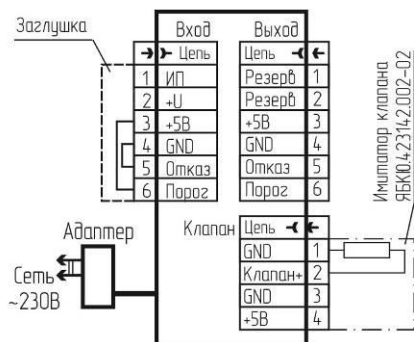 Заглушка
Вход
Цепь
1 ИП
2 +U
3 +5В
4 GND
5 Отказ
6 Порог
Выход
Цепь
Резерв 1
Резерв 2
+5В 3
GND 4
Отказ 5
Порог 6
Имитатор клапана
ЯБКЮ.423142.002-02
Клапан
Цепь
GND 1
Клапан+ 2
GND 3
+5В 4
Адаптер
Сеть
~230В